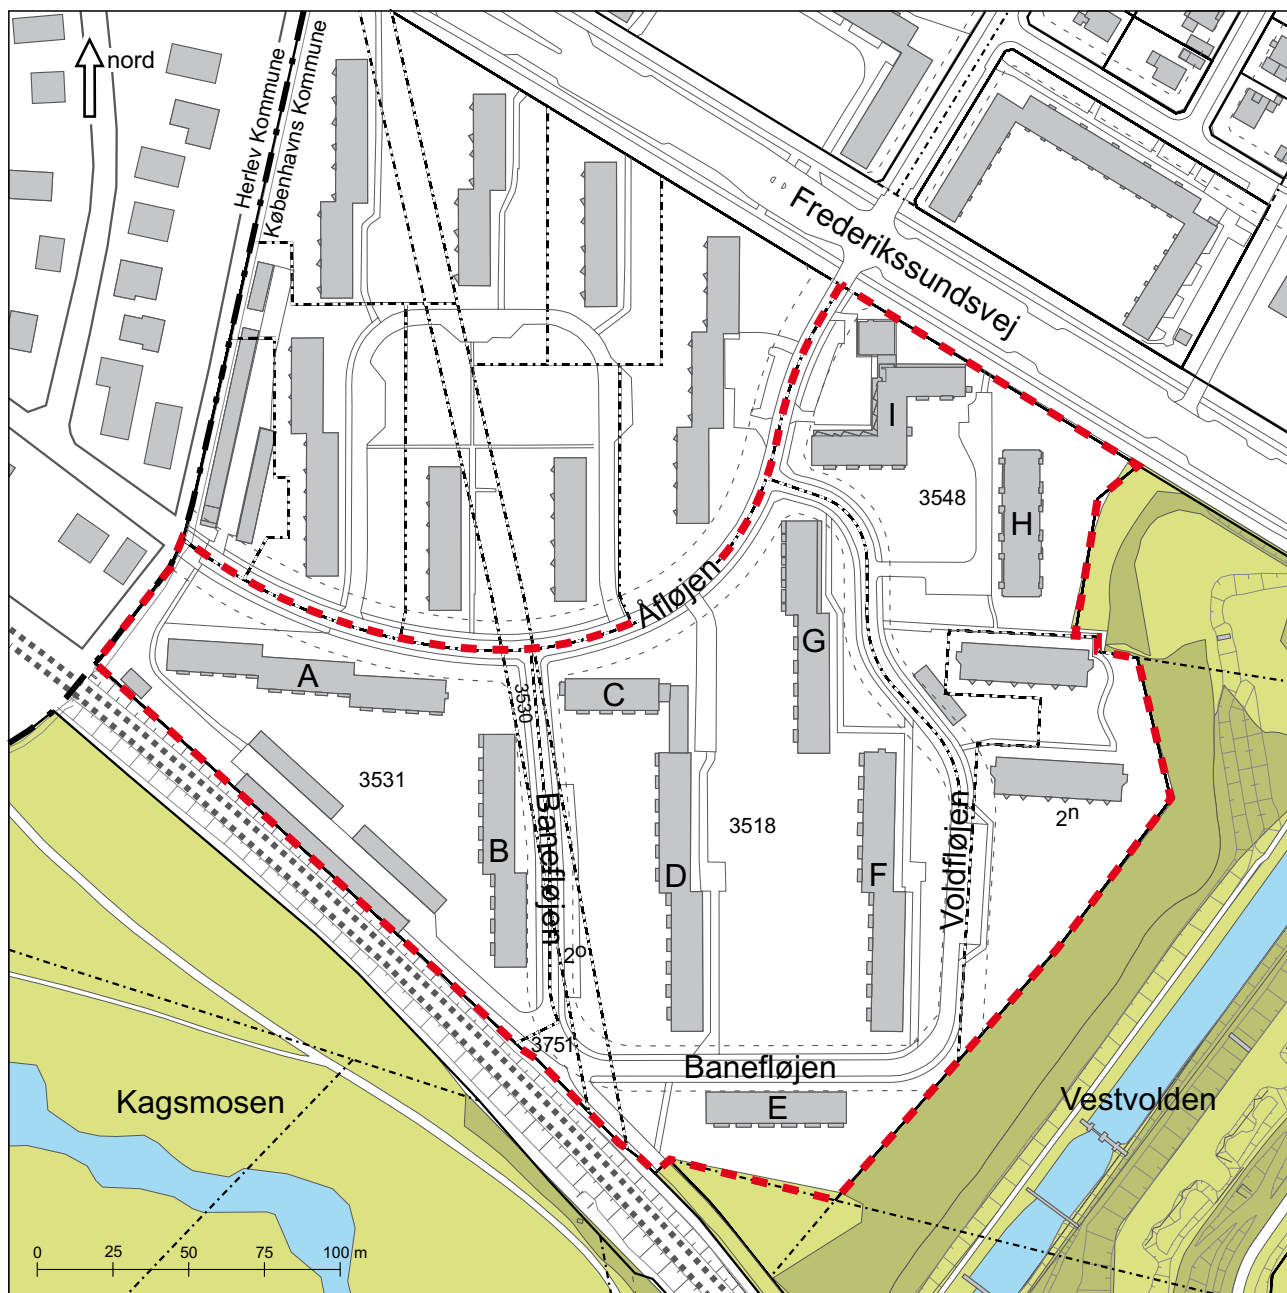 nord
Herlev Kommune
Københavns Kommune
Frederikssundsvej
I
3548
H
Åfløjen
G
A
C
3530
3531
Baneføjen
3518
2n
B
D
F
Voldfløjen
2o
3751
Banefløjen
E
Kagsmosen
Vestvolden
0 25 50 75 100 m